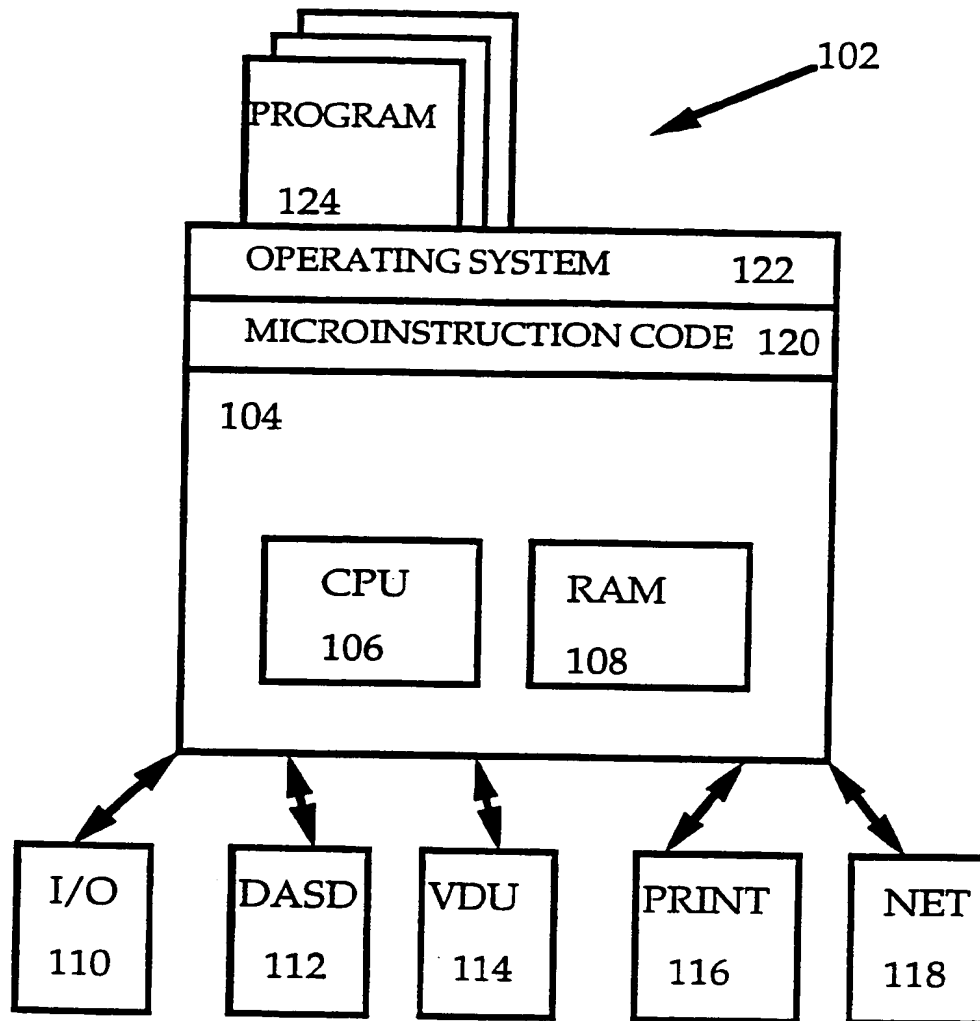 102
PROGRAM
124
OPERATING SYSTEM 122
MICROINSTRUCTION CODE 120
104
CPU
106
RAM
108
I/O
110
DASD
112
VDU
114
PRINT
116
NET
118